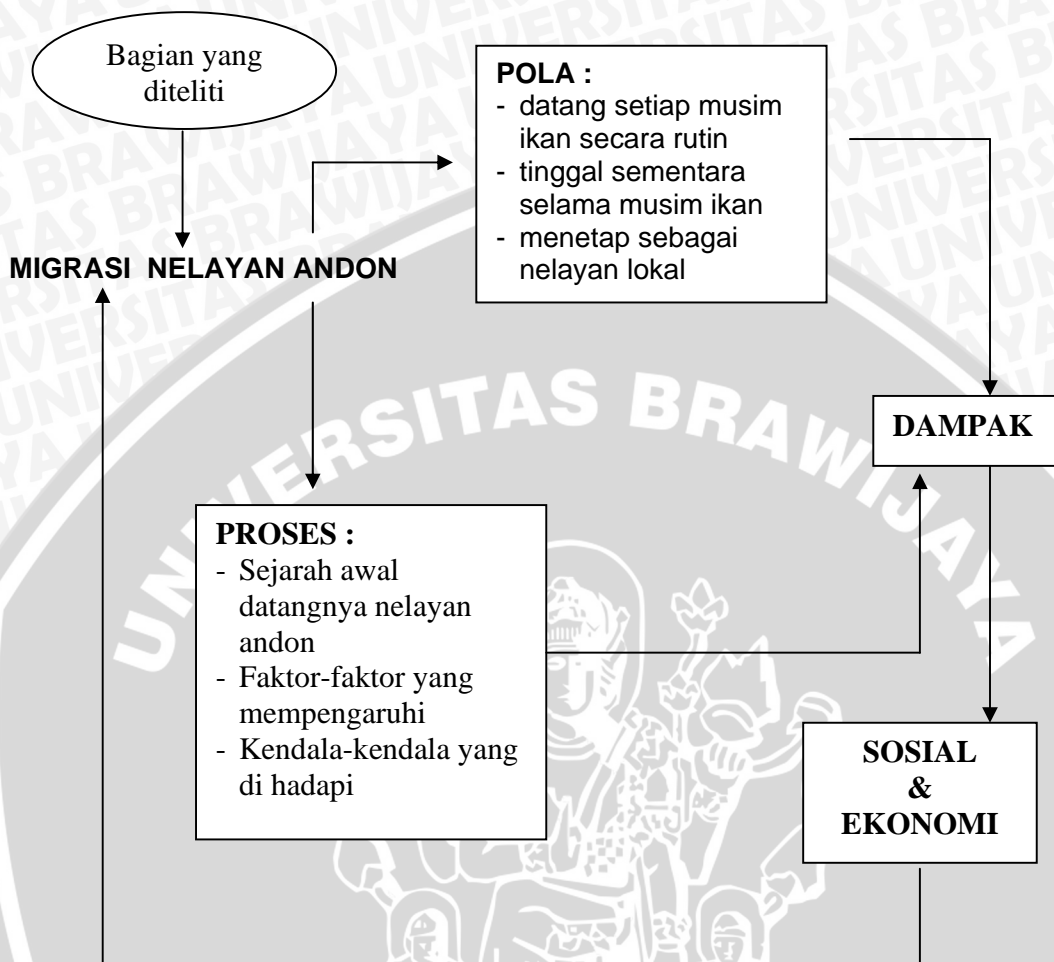 Bagian yang
diteliti
MIGRASI NELAYAN ANDON
POLA :
- datang setiap musim
ikan secara rutin
- tinggal sementara
selama musim ikan
- menetap sebagai
nelayan lokal
DAMPAK
PROSES :
- Sejarah awal
datangnya nelayan
andon
- Faktor-faktor yang
mempengaruhi
- Kendala-kendala yang
di hadapi
SOSIAL
&
EKONOMI
UNIVERSITAS BRAWIJAYA